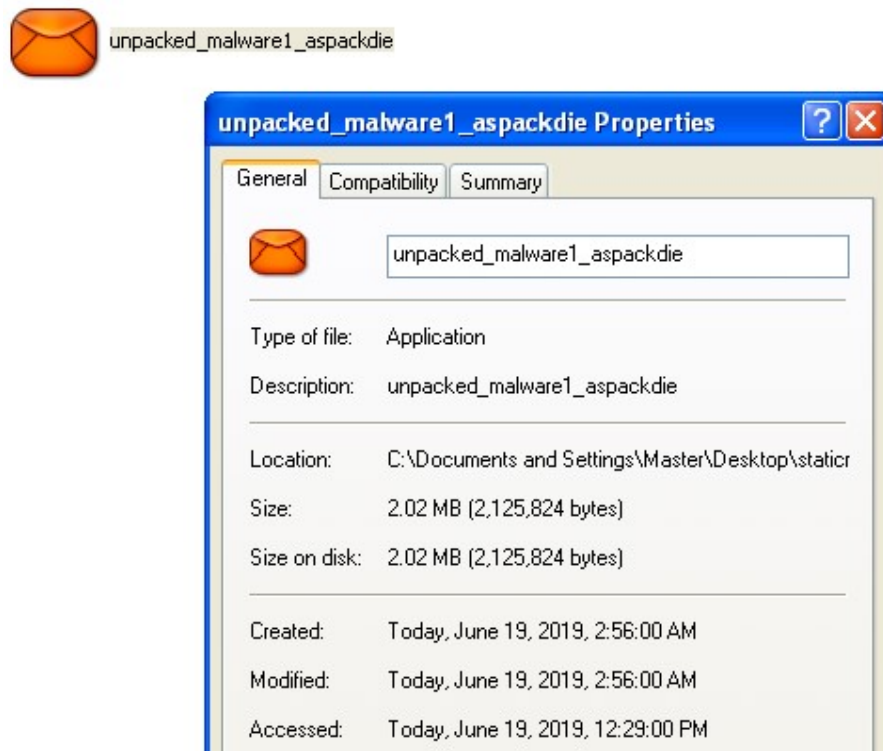 unpacked_malware1_aspackdie
unpacked_malware1_aspackdie Properties
General Compatibility Summary
unpacked_malware1_aspackdie
Type of file: Application
Description: unpacked_malware1_aspackdie
Location: C:\Documents and Settings\Master\Desktop\staticr
Size: 2.02 MB (2,125,824 bytes)
Size on disk: 2.02 MB (2,125,824 bytes)
Created: Today, June 19, 2019, 2:56:00 AM
Modified: Today, June 19, 2019, 2:56:00 AM
Accessed: Today, June 19, 2019, 12:29:00 PM